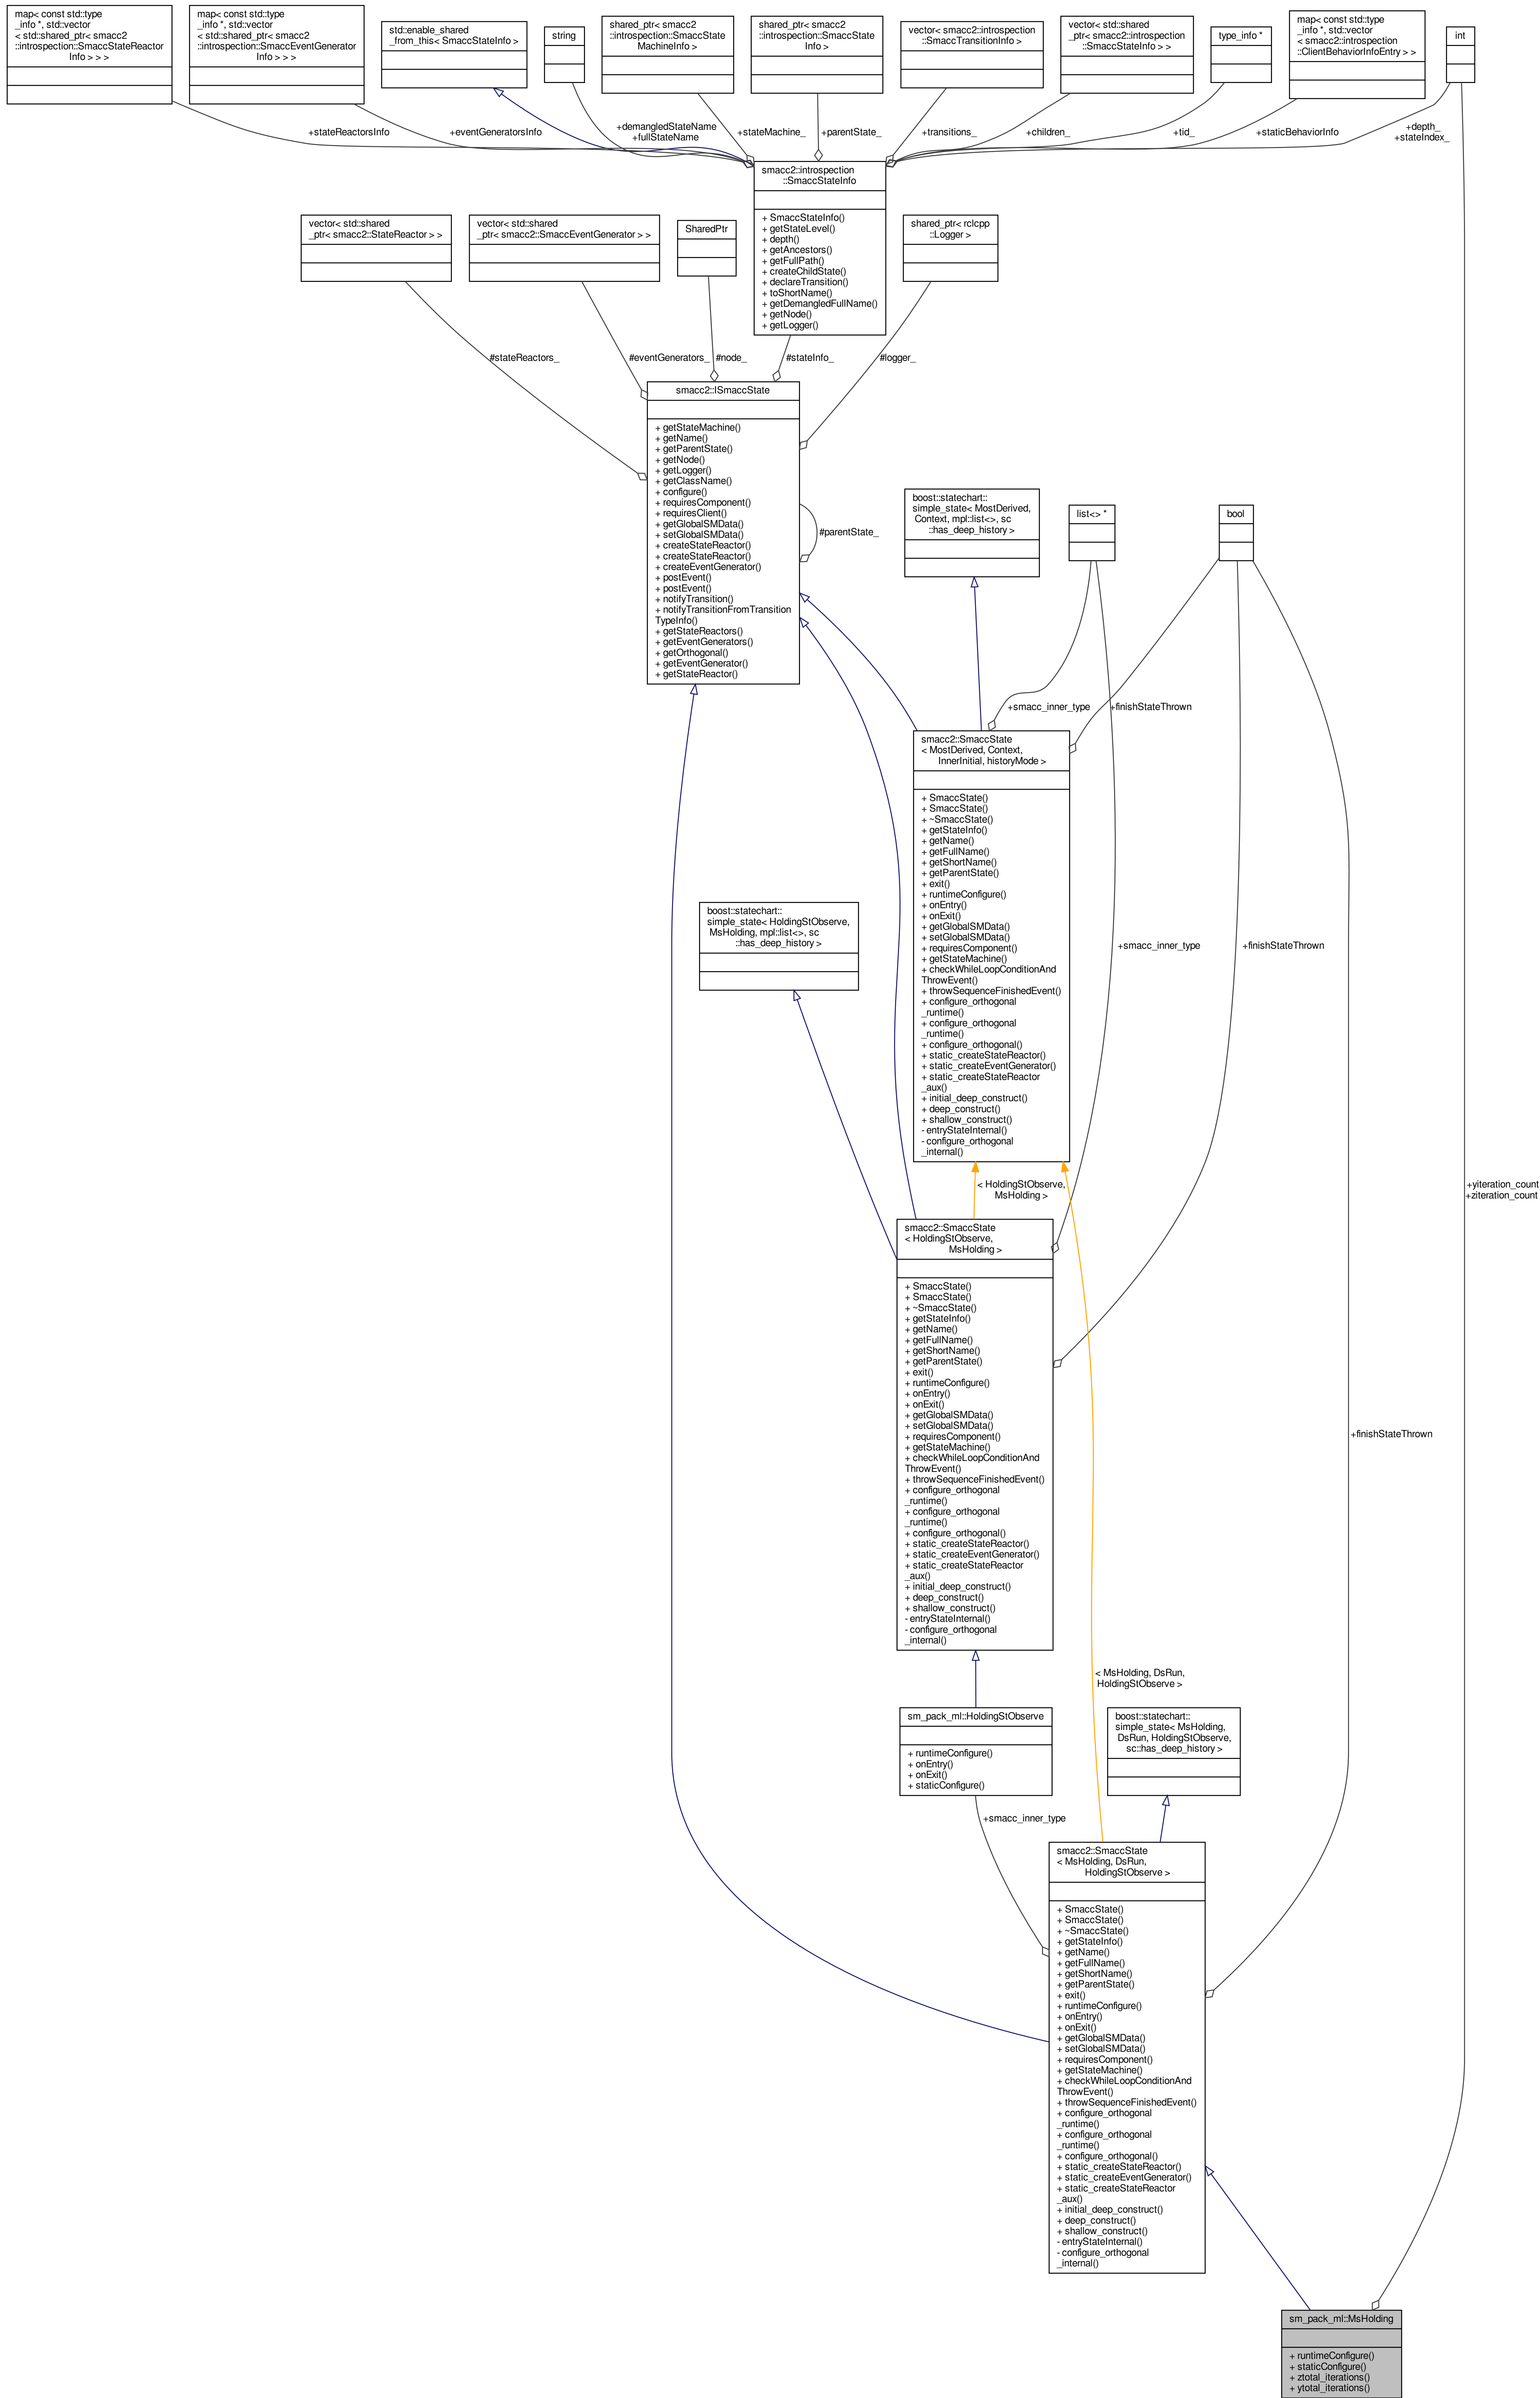 map< const std::type
_info *, std::vector
< std::shared_ptr< smacc2
::introspection::SmaccStateReactor
Info > > >
map< const std::type
_info *, std::vector
< std::shared_ptr< smacc2
::introspection::SmaccEventGenerator
Info > > >
std::enable_shared
_from_this< SmaccStateInfo >
string
shared_ptr< smacc2
::introspection::SmaccState
MachineInfo >
shared_ptr< smacc2
::introspection::SmaccState
Info >
vector< smacc2::introspection
::SmaccTransitionInfo >
vector< std::shared
_ptr< smacc2::introspection
::SmaccStateInfo > >
type_info *
map< const std::type
_info *, std::vector
< smacc2::introspection
::ClientBehaviorInfoEntry > >
int
+stateReactorsInfo
+eventGeneratorsInfo
+demangledStateName
+fullStateName
+stateMachine_
+parentState_
+transitions_
+children_
+tid_
+staticBehaviorInfo
+depth_
+stateIndex_
smacc2::introspection
::SmaccStateInfo
+ SmaccStateInfo()
+ getStateLevel()
+ depth()
+ getAncestors()
+ getFullPath()
+ createChildState()
+ declareTransition()
+ toShortName()
+ getDemangledFullName()
+ getNode()
+ getLogger()
vector< std::shared
_ptr< smacc2::StateReactor > >
vector< std::shared
_ptr< smacc2::SmaccEventGenerator > >
SharedPtr
shared_ptr< rclcpp
::Logger >
#stateReactors_
#eventGenerators_
#node_
#stateInfo_
#logger_
smacc2::ISmaccState
+ getStateMachine()
+ getName()
+ getParentState()
+ getNode()
+ getLogger()
+ getClassName()
+ configure()
+ requiresComponent()
+ requiresClient()
+ getGlobalSMData()
+ setGlobalSMData()
+ createStateReactor()
+ createStateReactor()
+ createEventGenerator()
+ postEvent()
+ postEvent()
+ notifyTransition()
+ notifyTransitionFromTransition
TypeInfo()
+ getStateReactors()
+ getEventGenerators()
+ getOrthogonal()
+ getEventGenerator()
+ getStateReactor()
#parentState_
boost::statechart::
simple_state< MostDerived,
Context, mpl::list<>, sc
::has_deep_history >
list<> *
bool
+smacc_inner_type
+finishStateThrown
smacc2::SmaccState
< MostDerived, Context,
InnerInitial, historyMode >
+ SmaccState()
+ SmaccState()
+ ~SmaccState()
+ getStateInfo()
+ getName()
+ getFullName()
+ getShortName()
+ getParentState()
+ exit()
+ runtimeConfigure()
+ onEntry()
+ onExit()
+ getGlobalSMData()
+ setGlobalSMData()
+ requiresComponent()
+ getStateMachine()
+ checkWhileLoopConditionAnd
ThrowEvent()
+ throwSequenceFinishedEvent()
+ configure_orthogonal
_runtime()
+ configure_orthogonal
_runtime()
+ configure_orthogonal()
+ static_createStateReactor()
+ static_createEventGenerator()
+ static_createStateReactor
_aux()
+ initial_deep_construct()
+ deep_construct()
+ shallow_construct()
- entryStateInternal()
- configure_orthogonal
_internal()
boost::statechart::
simple_state< HoldingStObserve,
MsHolding, mpl::list<>, sc
::has_deep_history >
+smacc_inner_type
+finishStateThrown
< HoldingStObserve,
MsHolding >
+yiteration_count
+ziteration_count
smacc2::SmaccState
< HoldingStObserve,
MsHolding >
+ SmaccState()
+ SmaccState()
+ ~SmaccState()
+ getStateInfo()
+ getName()
+ getFullName()
+ getShortName()
+ getParentState()
+ exit()
+ runtimeConfigure()
+ onEntry()
+ onExit()
+ getGlobalSMData()
+ setGlobalSMData()
+ requiresComponent()
+ getStateMachine()
+ checkWhileLoopConditionAnd
ThrowEvent()
+ throwSequenceFinishedEvent()
+ configure_orthogonal
_runtime()
+ configure_orthogonal
_runtime()
+ configure_orthogonal()
+ static_createStateReactor()
+ static_createEventGenerator()
+ static_createStateReactor
_aux()
+ initial_deep_construct()
+ deep_construct()
+ shallow_construct()
- entryStateInternal()
- configure_orthogonal
_internal()
+finishStateThrown
< MsHolding, DsRun,
HoldingStObserve >
sm_pack_ml::HoldingStObserve
+ runtimeConfigure()
+ onEntry()
+ onExit()
+ staticConfigure()
boost::statechart::
simple_state< MsHolding,
DsRun, HoldingStObserve,
sc::has_deep_history >
+smacc_inner_type
smacc2::SmaccState
< MsHolding, DsRun,
HoldingStObserve >
+ SmaccState()
+ SmaccState()
+ ~SmaccState()
+ getStateInfo()
+ getName()
+ getFullName()
+ getShortName()
+ getParentState()
+ exit()
+ runtimeConfigure()
+ onEntry()
+ onExit()
+ getGlobalSMData()
+ setGlobalSMData()
+ requiresComponent()
+ getStateMachine()
+ checkWhileLoopConditionAnd
ThrowEvent()
+ throwSequenceFinishedEvent()
+ configure_orthogonal
_runtime()
+ configure_orthogonal
_runtime()
+ configure_orthogonal()
+ static_createStateReactor()
+ static_createEventGenerator()
+ static_createStateReactor
_aux()
+ initial_deep_construct()
+ deep_construct()
+ shallow_construct()
- entryStateInternal()
- configure_orthogonal
_internal()
sm_pack_ml::MsHolding
+ runtimeConfigure()
+ staticConfigure()
+ ztotal_iterations()
+ ytotal_iterations()